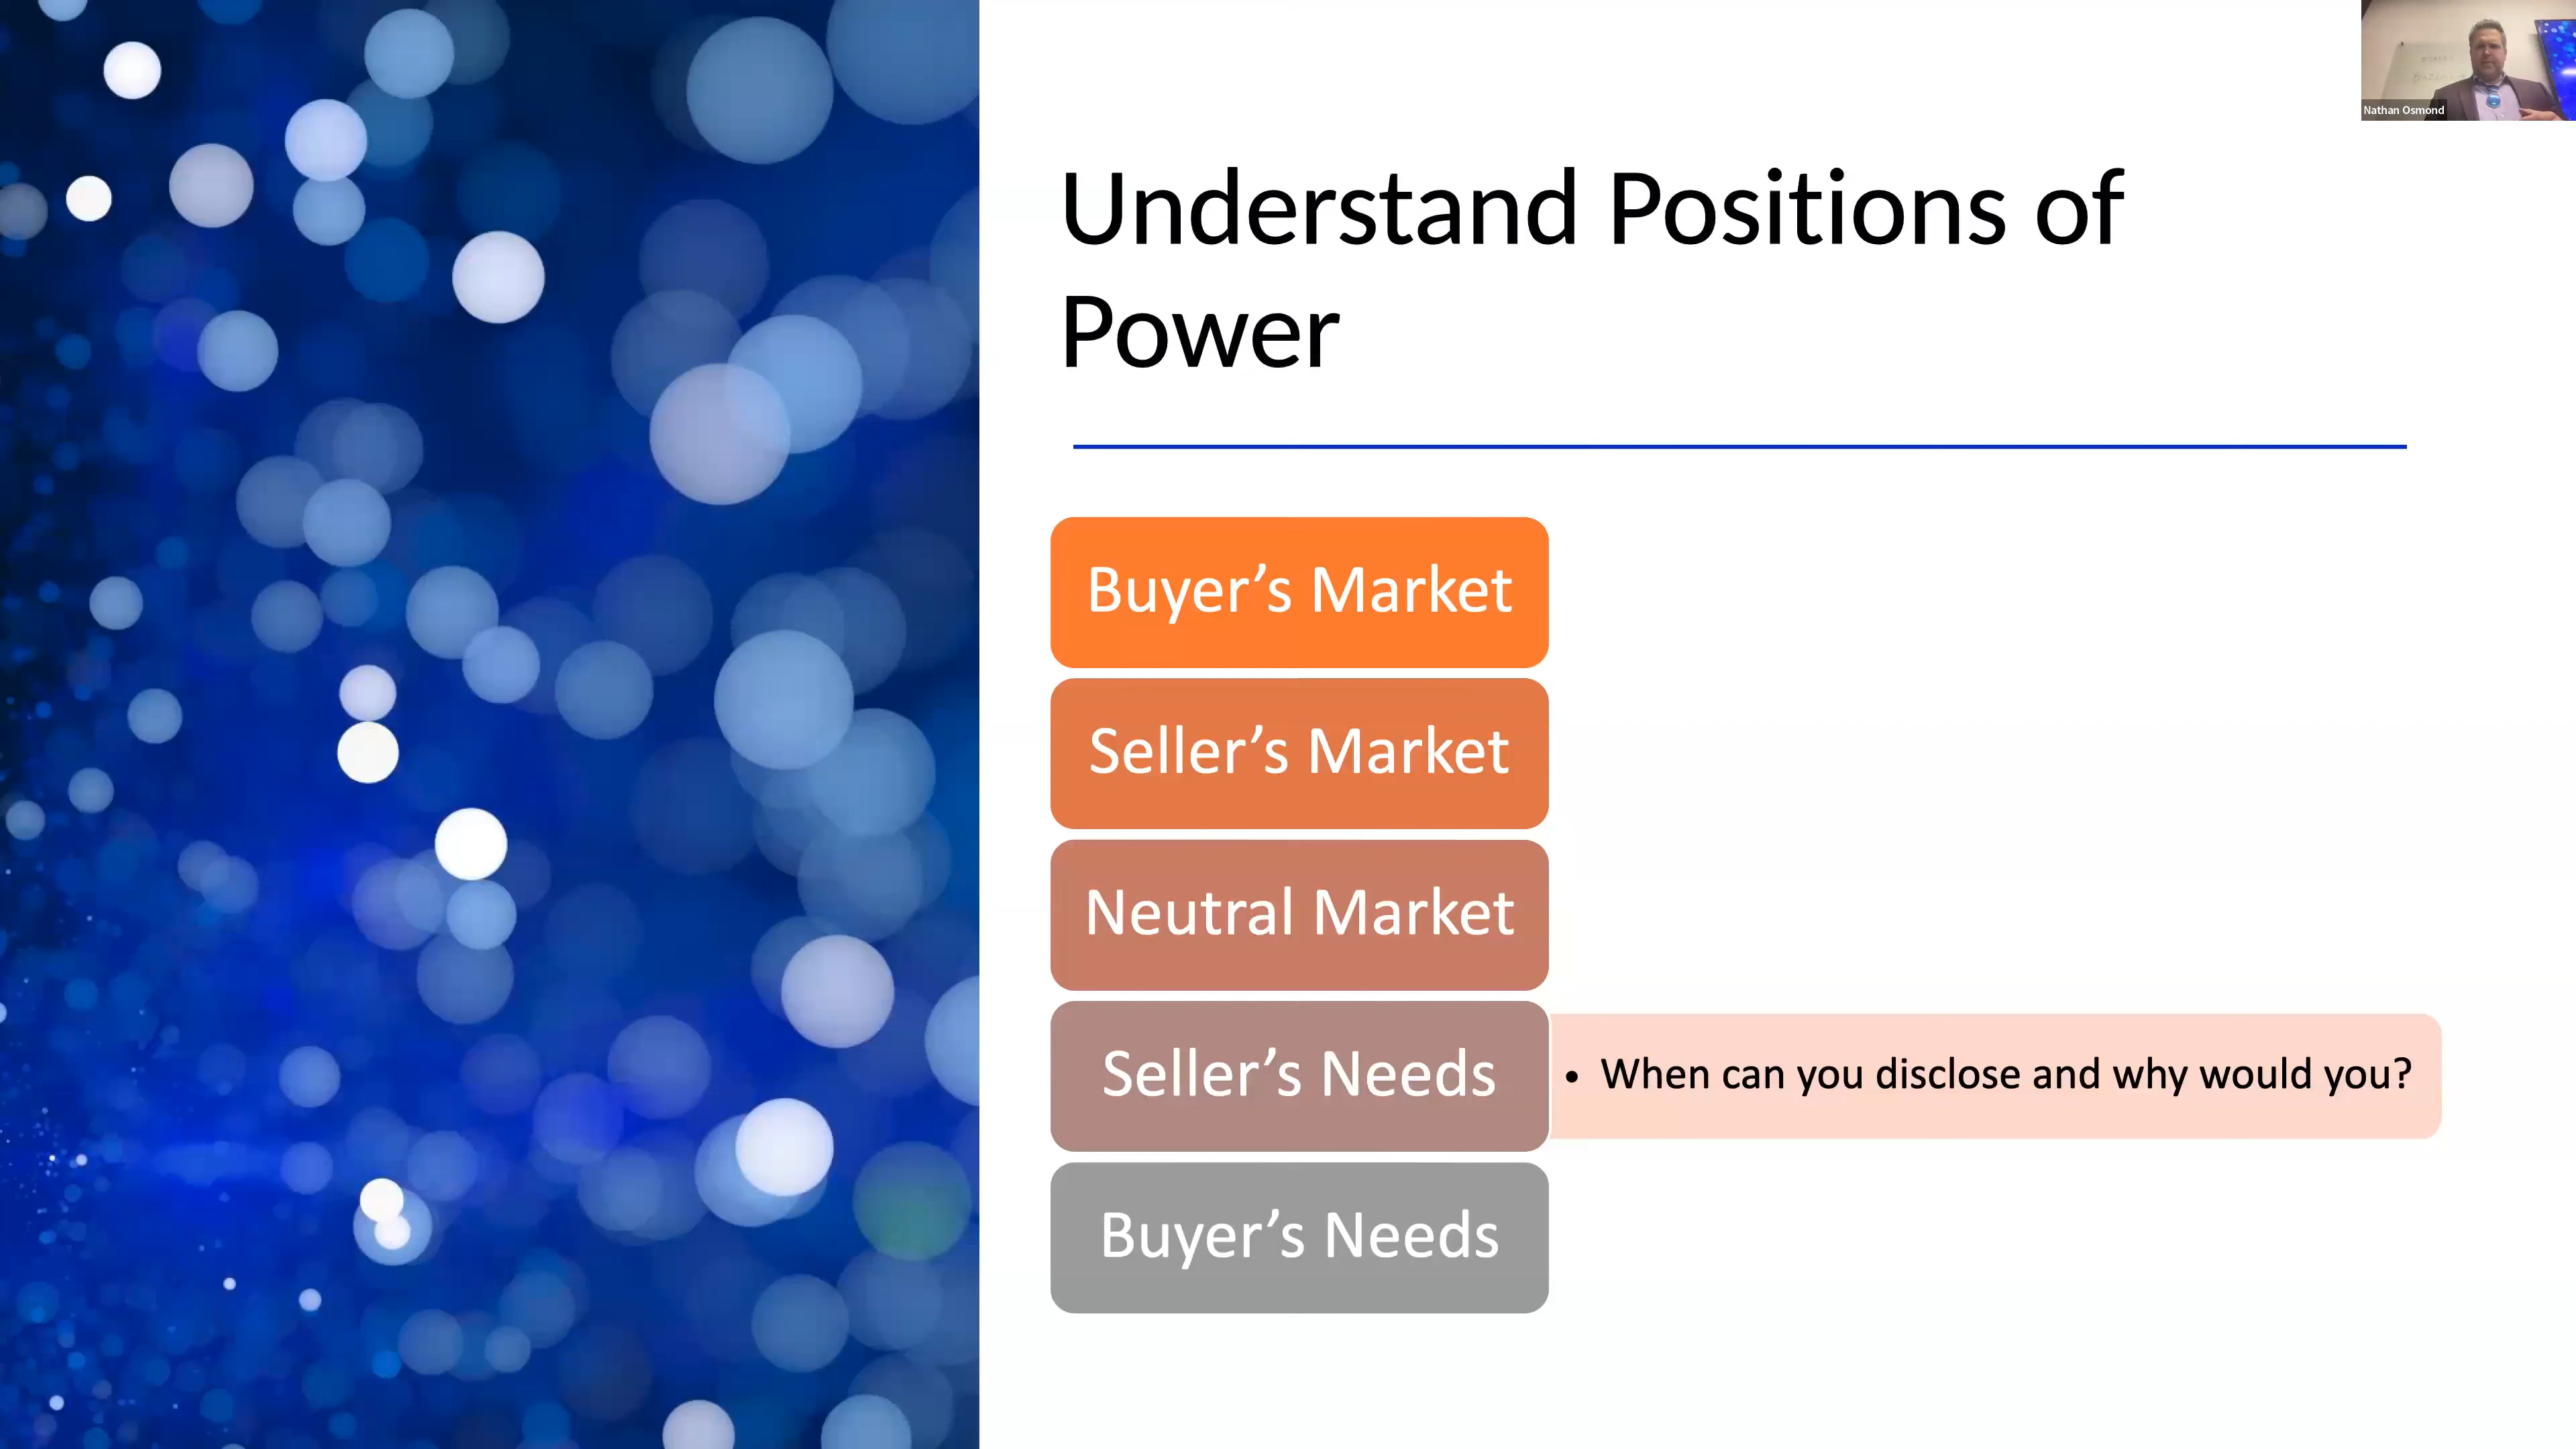 Nathan Osmond
Understand Positions of
Power
Buyer’s Market
Seller’s Market
Neutral Market
Seller’s Needs
• When can you disclose and why would you?
Buyer’s Needs